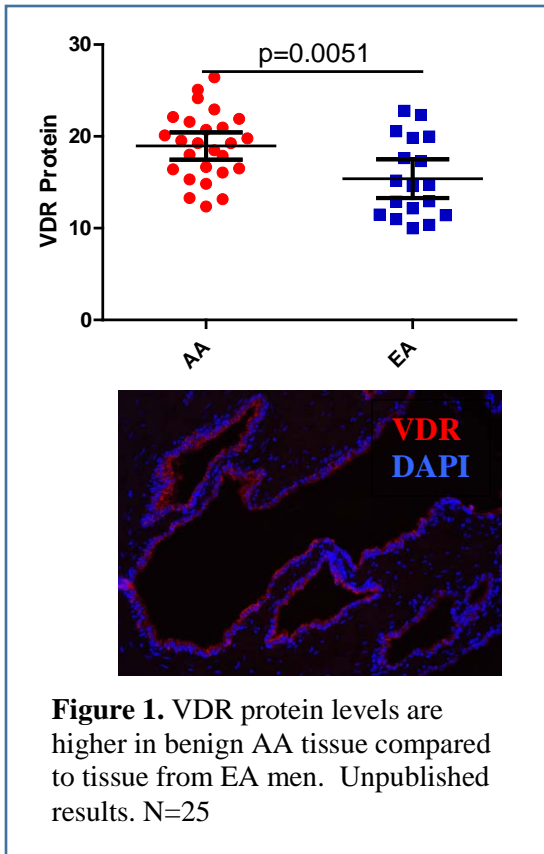 30
p=0.0051
20
10
0
VDR Protein
AA
EA
VDR
DAPI
Figure 1. VDR protein levels are
higher in benign AA tissue compared
to tissue from EA men.  Unpublished
results. N=25